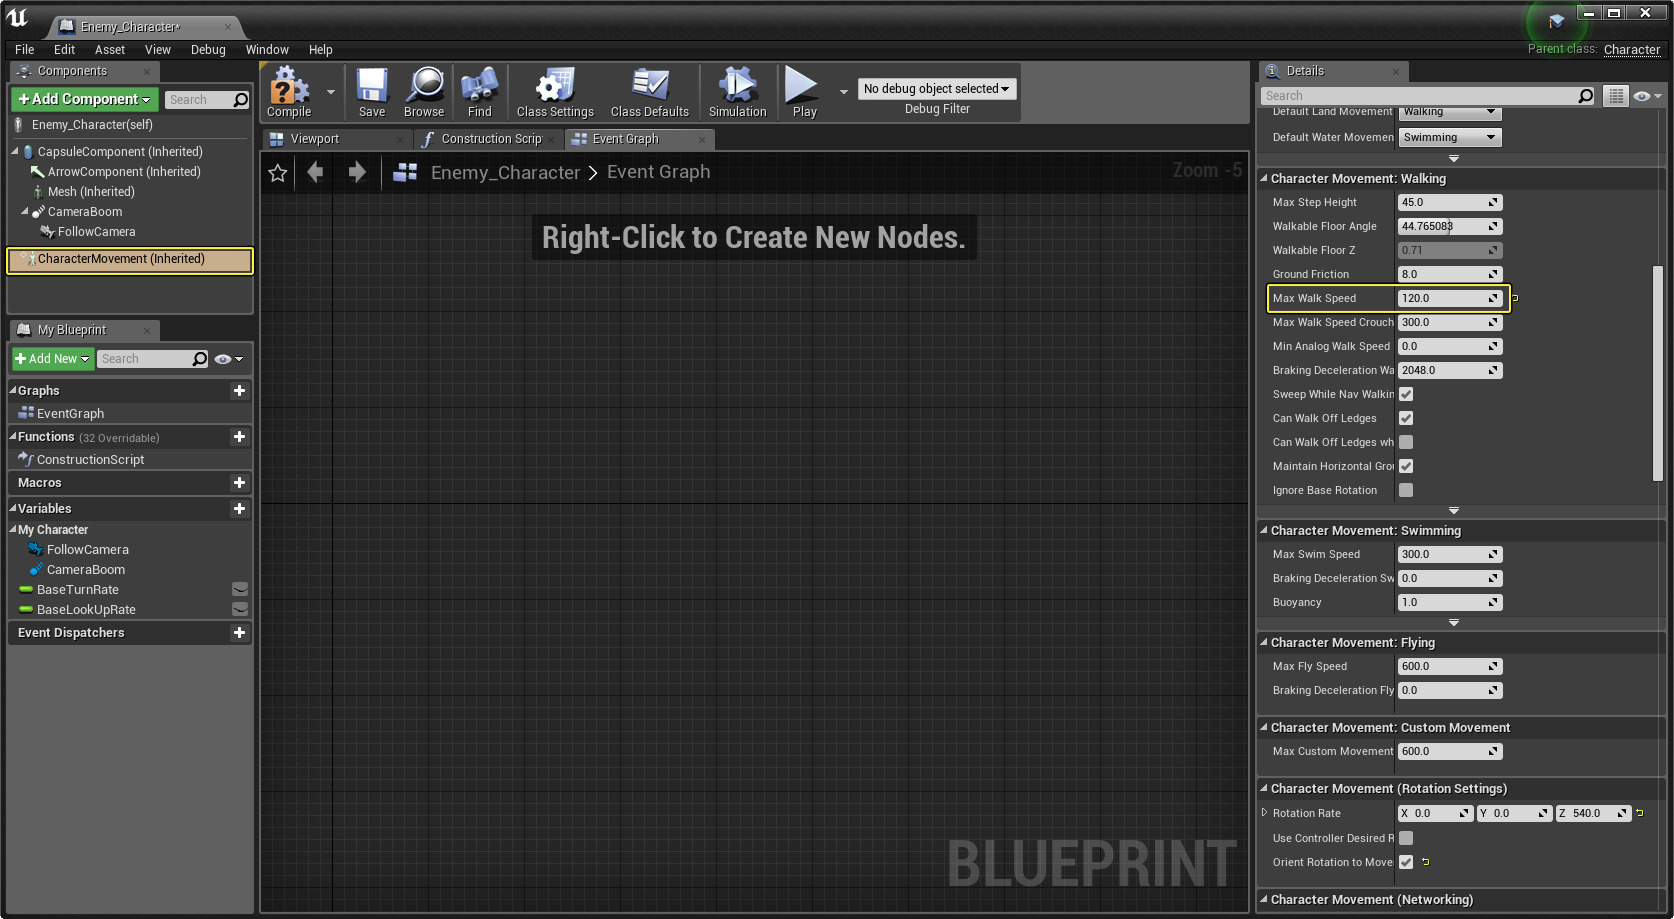 Enemy_Character*
File Edit Asset View Debug Window Help
Parent class: Character
Components
+Add Component
Search
Enemy_Character(self)
CapsuleComponent (Inherited)
ArrowComponent (Inherited)
Mesh (Inherited)
CameraBoom
FollowCamera
CharacterMovement (Inherited)
My Blueprint
+Add New
Search
Graphs
EventGraph
Functions (32 Overridable)
ConstructionScript
Macros
Variables
My Character
FollowCamera
CameraBoom
BaseTurnRate
BaseLookUpRate
Event Dispatchers
Compile Save Browse Find Class Settings Class Defaults Simulation Play
No debug object selected
Debug Filter
Viewport
Construction Scrip
Event Graph
Enemy_Character > Event Graph
Zoom -5
Right-Click to Create New Nodes.
BLUEPRINT
Details
Search
Default Land Movement Walking
Default Water Movemen Swimming
Character Movement: Walking
Max Step Height 45.0
Walkable Floor Angle 44.765083
Walkable Floor Z 0.71
Ground Friction 8.0
Max Walk Speed 120.0
Max Walk Speed Crouch 300.0
Min Analog Walk Speed 0.0
Braking Deceleration Wa 2048.0
Sweep While Nav Walkin
Can Walk Off Ledges
Can Walk Off Ledges wh
Maintain Horizontal Grou
Ignore Base Rotation
Character Movement: Swimming
Max Swim Speed 300.0
Braking Deceleration Sw 0.0
Buoyancy 1.0
Character Movement: Flying
Max Fly Speed 600.0
Braking Deceleration Fly 0.0
Character Movement: Custom Movement
Max Custom Movement 600.0
Character Movement (Rotation Settings)
Rotation Rate X 0.0 Y 0.0 Z 540.0
Use Controller Desired R
Orient Rotation to Move
Character Movement (Networking)